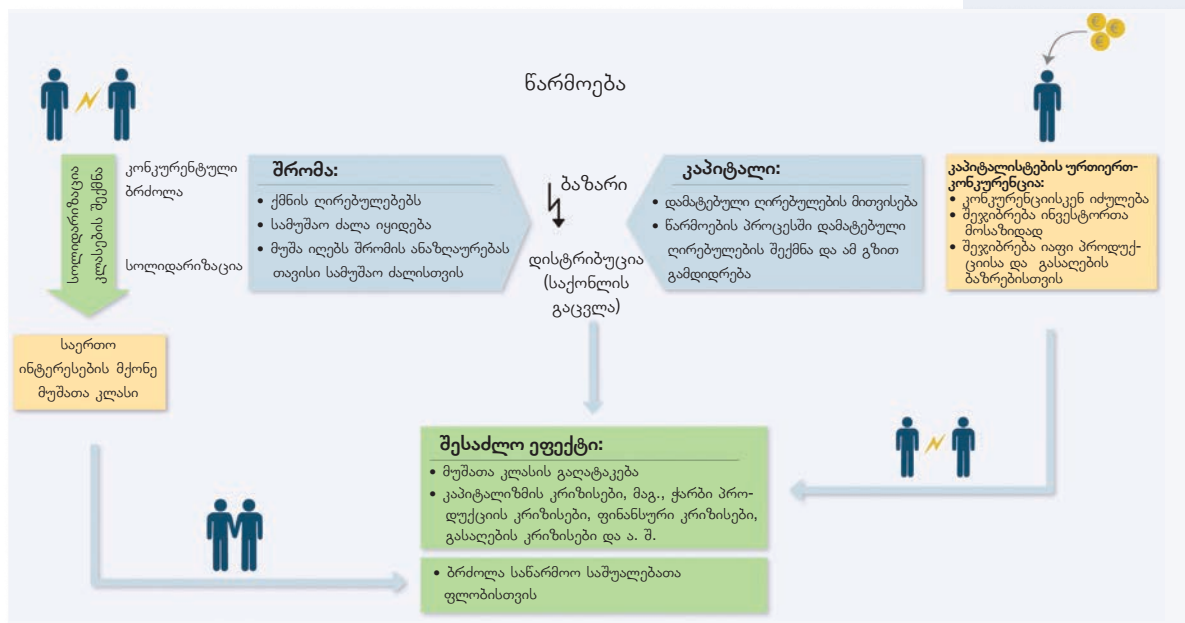 წარმოება
სოლიდარიზაცია
კლასების შექმნა
კონკურენტული
ბრძოლა
სოლიდარიზაცია
საერთო
ინტერესების მქონე
მუშათა კლასი
შრომა:
• ქმნის ღირებულებებს
• სამუშაო ძალა იყიდება
• მუშა იღებს შრომის ანაზღაურებას
თავისი სამუშაო ძალისთვის
ბაზარი
დისტრიბუცია
(საქონლის
გაცვლა)
კაპიტალი:
• დამატებული ღირებულების მითვისება
• წარმოების პროცესში დამატებული
ღირებულების შექმნა და ამ გზით
გამდიდრება
კაპიტალისტების ურთიერთ-
კონკურენცია:
• კონკურენციისკენ იძულება
• შეჯიბრება ინვესტორთა
მოსაზიდად
• შეჯიბრება იაფი პროდუქ-
ციისა და გასაღების
ბაზრებისთვის
შესაძლო ეფექტი:
• მუშათა კლასის გაღატაკება
• კაპიტალიზმის კრიზისები, მაგ., ჭარბი პრო-
დუქციის კრიზისები, ფინანსური კრიზისები,
გასაღების კრიზისები და ა. შ.
• ბრძოლა საწარმოო საშუალებათა
ფლობისთვის